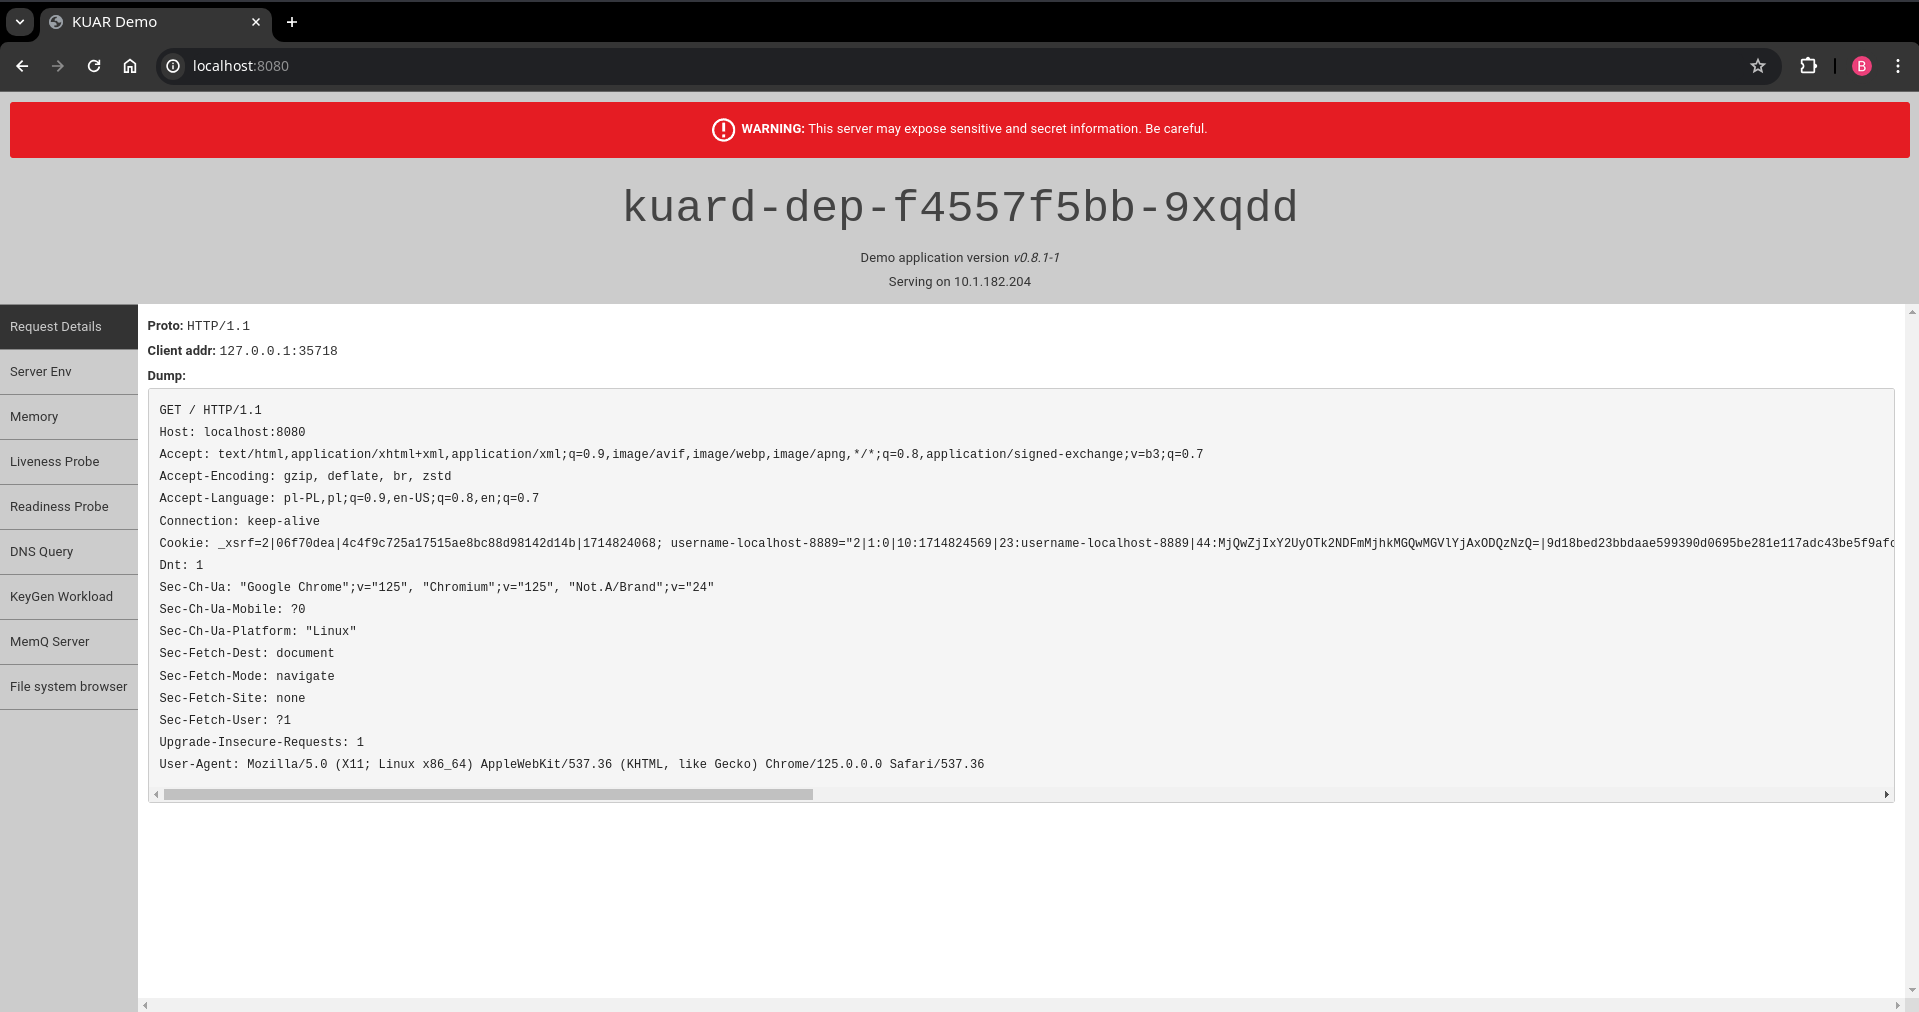 KUAR Demo
localhost:8080
B
WARNING: This server may expose sensitive and secret information. Be careful.
kuard-dep-f4557f5bb-9xqdd
Demo application version v0.8.1-1
Serving on 10.1.182.204
Request Details
Server Env
Memory
Liveness Probe
Readiness Probe
DNS Query
KeyGen Workload
MemQ Server
File system browser
Proto: HTTP/1.1
Client addr: 127.0.0.1:35718
Dump:
GET / HTTP/1.1
Host: localhost:8080
Accept: text/html,application/xhtml+xml,application/xml;q=0.9,image/avif,image/webp,image/apng,*/*;q=0.8,application/signed-exchange;v=b3;q=0.7
Accept-Encoding: gzip, deflate, br, zstd
Accept-Language: pl-PL,pl;q=0.9,en-US;q=0.8,en;q=0.7
Connection: keep-alive
Cookie: _xsrf=2|06f70dea|4c4f9c725a17515ae8bc88d98142d14b|1714824068; username-localhost-8889="2|1:0|10:1714824569|23:username-localhost-8889|44:MjQwZjIxY2UyOTk2NDFmMjhkMGQwMGVlYjAxODQzNzQ=|9d18bed23bbdaae599390d0695be281e117adc43be5f9afc
Dnt: 1
Sec-Ch-Ua: "Google Chrome";v="125", "Chromium";v="125", "Not.A/Brand";v="24"
Sec-Ch-Ua-Mobile: ?0
Sec-Ch-Ua-Platform: "Linux"
Sec-Fetch-Dest: document
Sec-Fetch-Mode: navigate
Sec-Fetch-Site: none
Sec-Fetch-User: ?1
Upgrade-Insecure-Requests: 1
User-Agent: Mozilla/5.0 (X11; Linux x86_64) AppleWebKit/537.36 (KHTML, like Gecko) Chrome/125.0.0.0 Safari/537.36